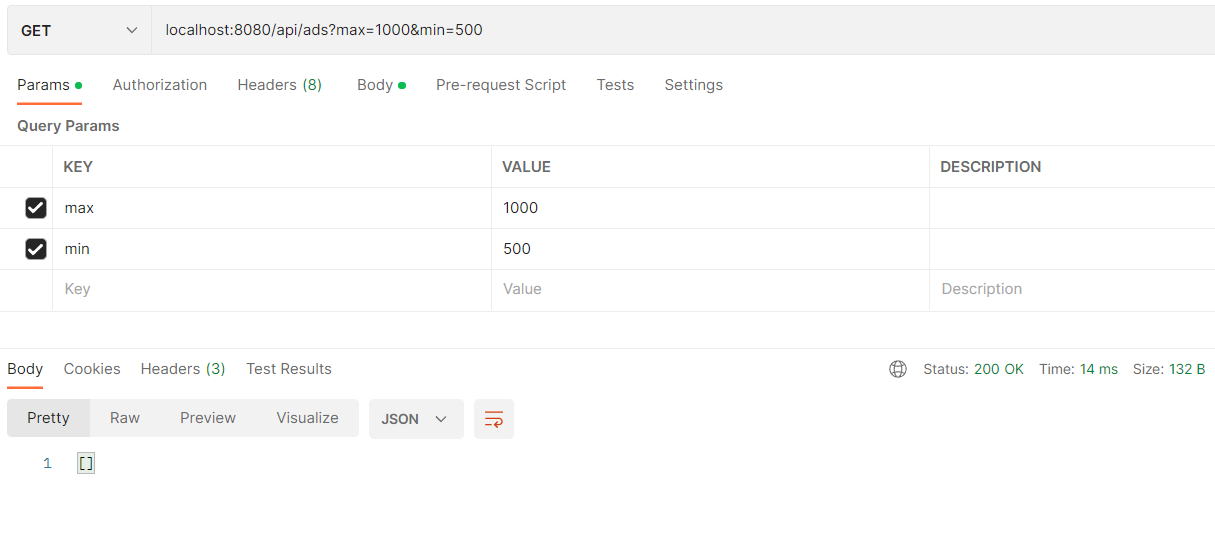 GET localhost:8080/api/ads?max=1000&min=500
Params Authorization Headers (8) Body Pre-request Script Tests Settings
Query Params
KEY VALUE DESCRIPTION
max 1000
min 500
Key Value Description
Body Cookies Headers (3) Test Results Status: 200 OK Time: 14 ms Size: 132 B
Pretty Raw Preview Visualize JSON
1 []